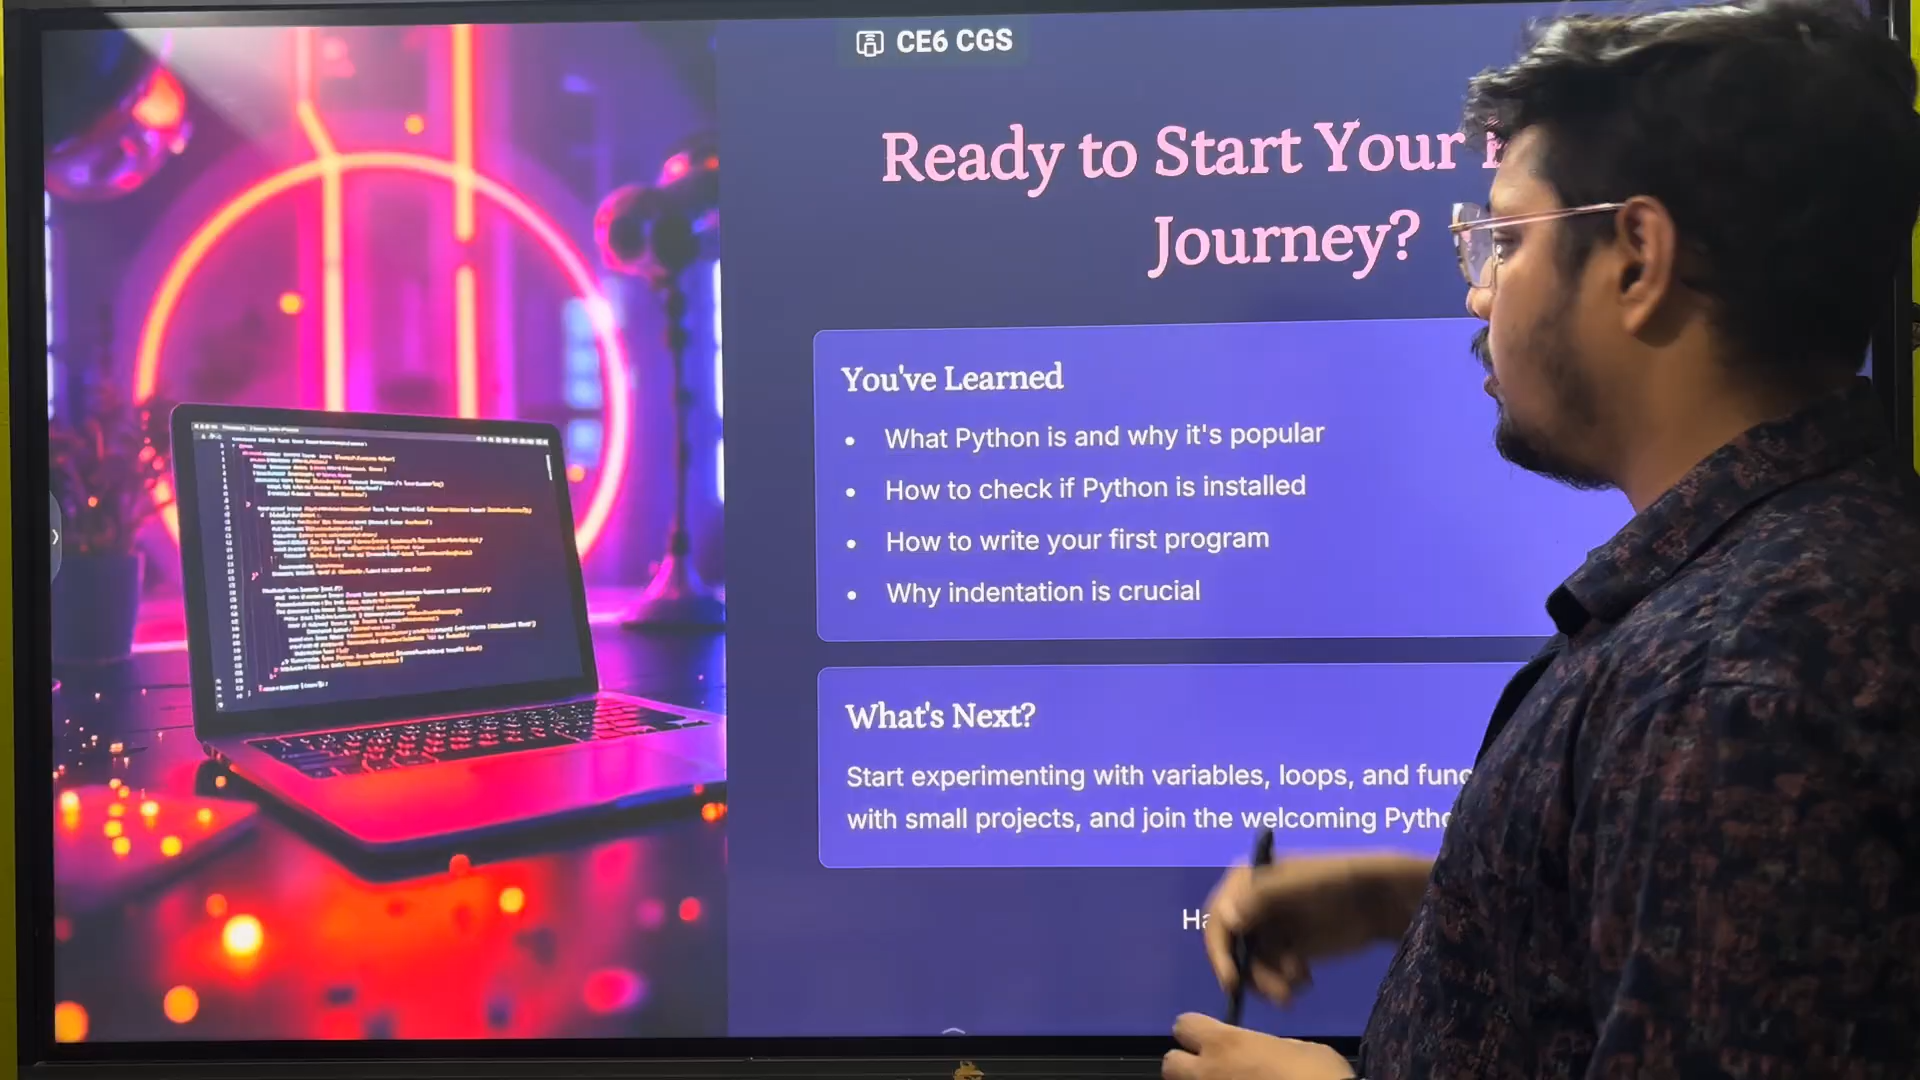 CE6 CGS
Ready to Start Your
Journey?
You've Learned
• What Python is and why it's popular
• How to check if Python is installed
• How to write your first program
• Why indentation is crucial
What's Next?
Start experimenting with variables, loops, and
with small projects, and join the welcoming